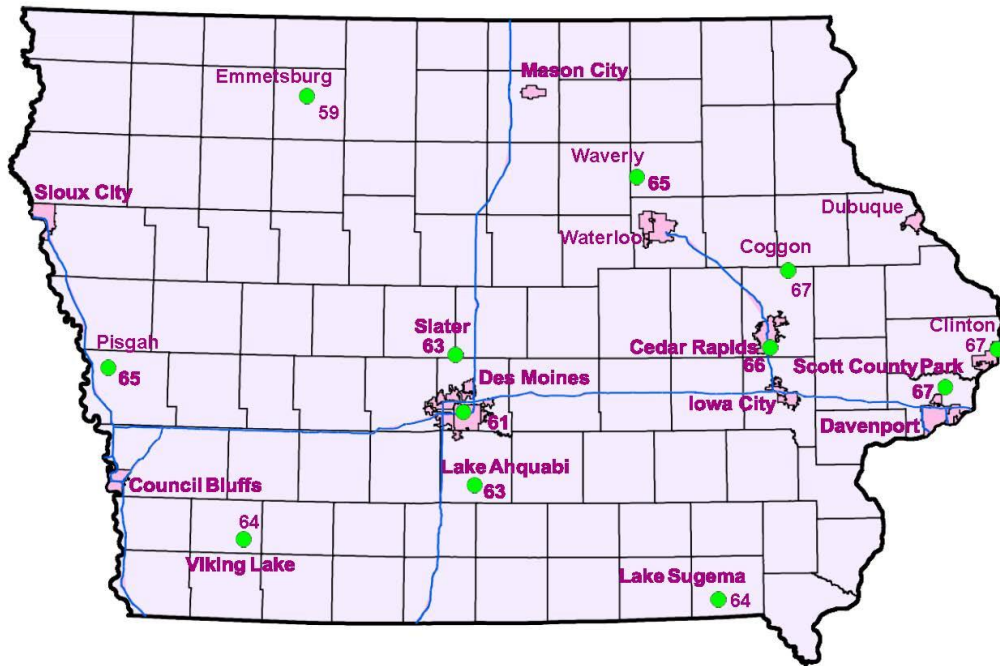 Mason City
Emmetsburg
59
Waverly
65
Sioux City
Dubuque
Waterloo
Coggon
67
Slater
63
Clinton
67
Pisgah
65
Cedar Rapids
66
Scott County Park
67
Des Moines
61
Iowa City
Davenport
Lake Ahquabi
63
Council Bluffs
64
Viking Lake
Lake Sugema
64